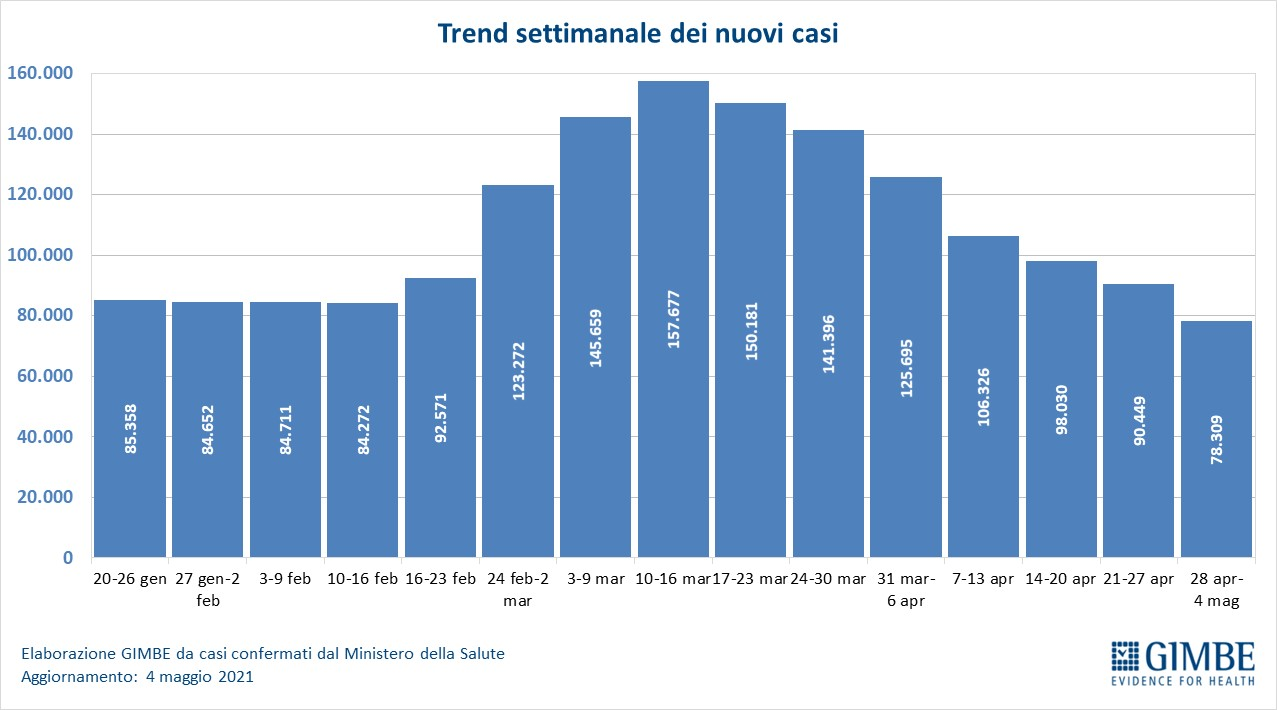 Trend settimanale dei nuovi casi
160.000
140.000
120.000
100.000
80.000
60.000
40.000
20.000
0
85.358
84.652
84.711
84.272
92.571
123.272
145.659
157.677
150.181
141.396
125.695
106.326
98.030
90.449
78.309
20-26 gen
27 gen-2
feb
3-9 feb
10-16 feb
16-23 feb
24 feb-2
mar
3-9 mar
10-16 mar
17-23 mar
24-30 mar
31 mar-
6 apr
7-13 apr
14-20 apr
21-27 apr
28 apr-
4 mag
Elaborazione GIMBE da casi confermati dal Ministero della Salute
Aggiornamento: 4 maggio 2021
GIMBE
EVIDENCE FOR HEALTH